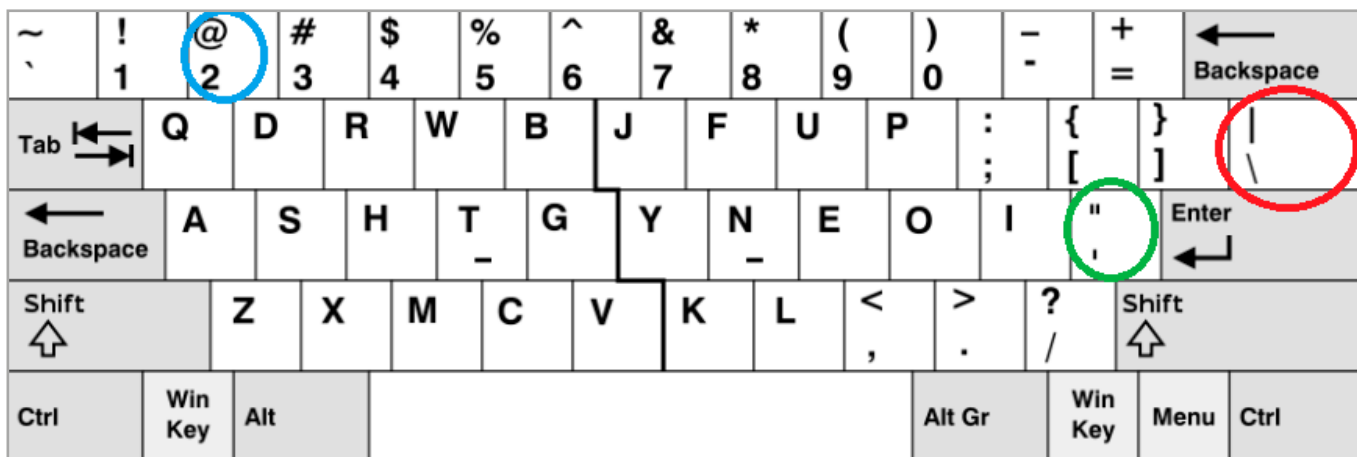 ~ ! @ # $ % ^ & * ( ) _ +
` 1 2 3 4 5 6 7 8 9 0 - = Backspace
Tab Q D R W B J F U P : { } |
; [ ] \
Backspace A S H T G Y N E O I " Enter
'
Shift Z X M C V K L < > ? Shift
, . /
Ctrl Win Key Alt Alt Gr Win Key Menu Ctrl